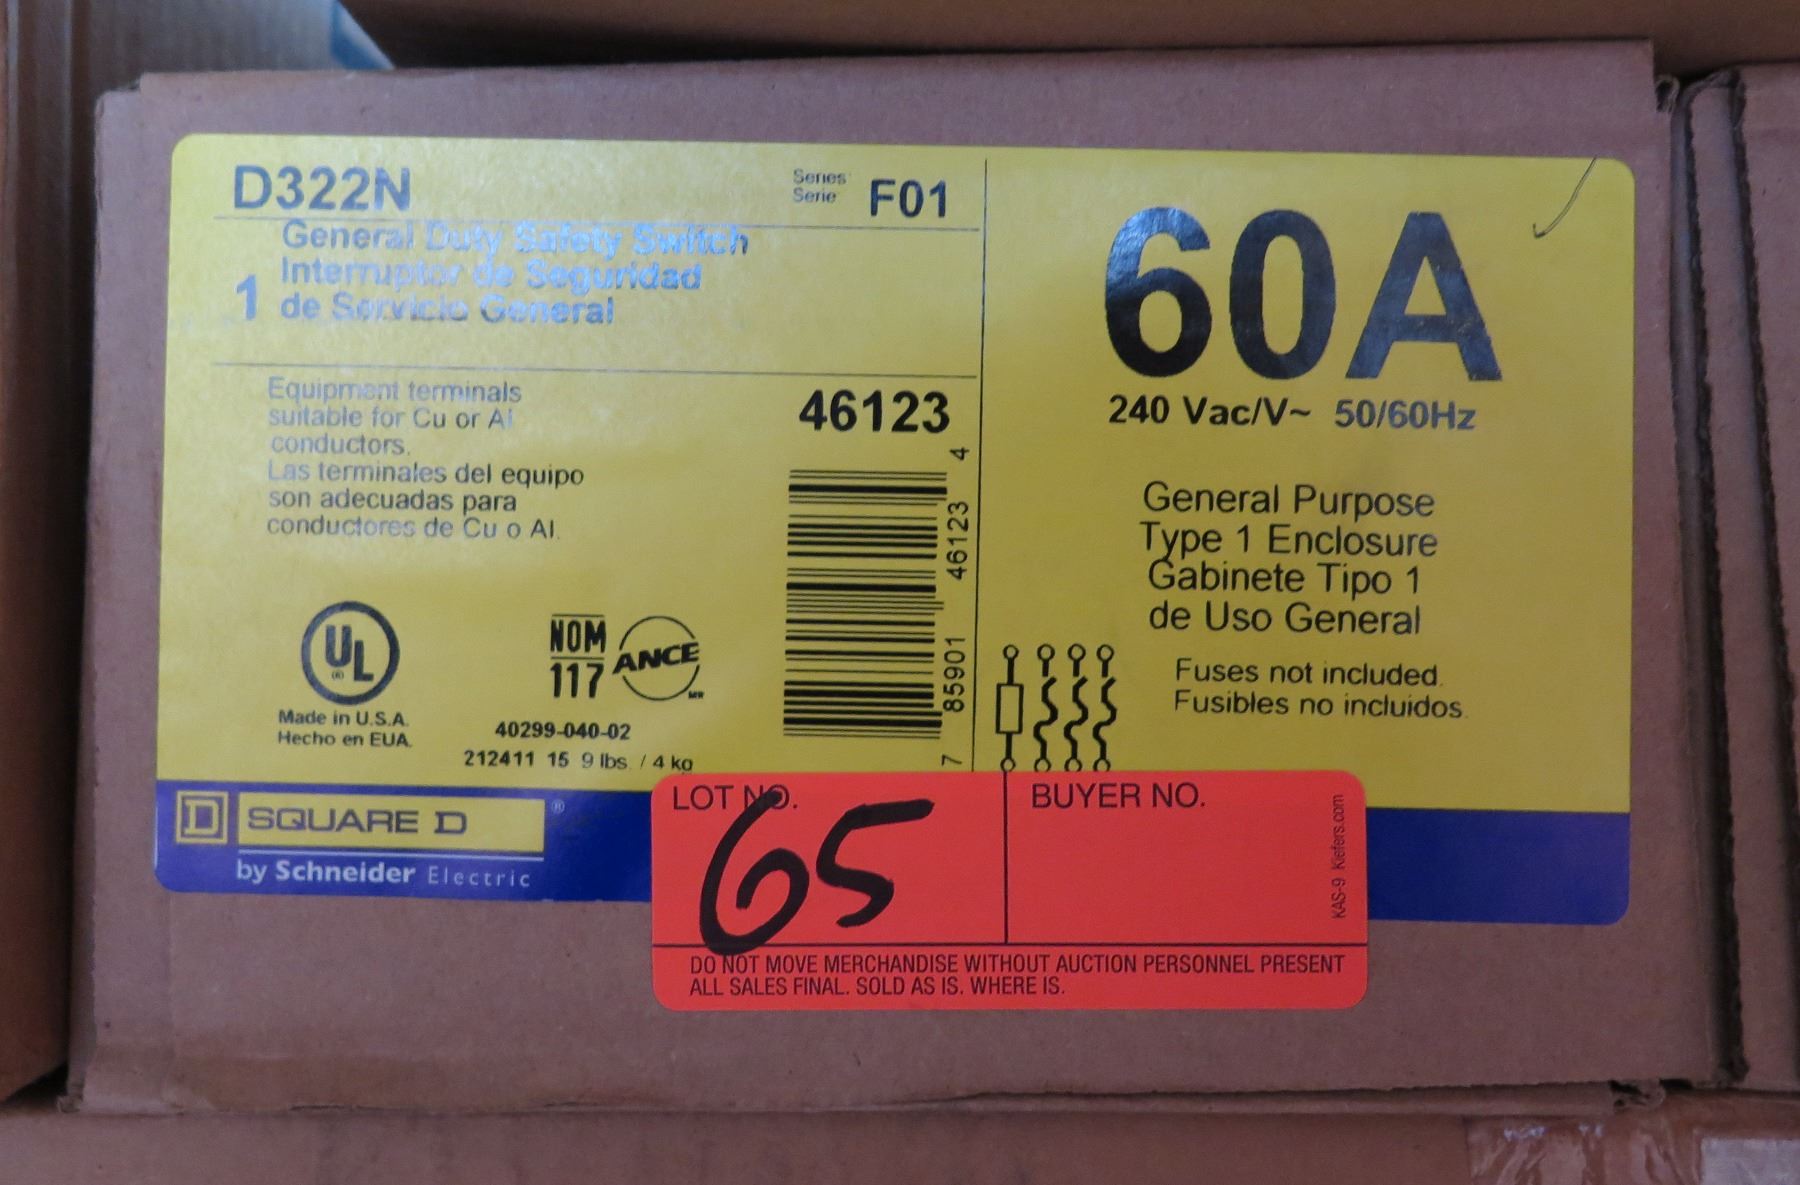 D322N
Series
Serie
F01
General Duty Safety Switch
Interruptor de Seguridad
1 de Servicio General
Equipment terminals
suitable for Cu or Al
conductors.
Las terminales del equipo
son adecuadas para
conductores de Cu o Al.
46123
7 85901 46123 4
UL
(R)
Made in U.S.A.
Hecho en EUA.
NOM
117
ANCE
MR
40299-040-02
212411 15 9 lbs. / 4 kg
60A
240 Vac/V~ 50/60Hz
General Purpose
Type 1 Enclosure
Gabinete Tipo 1
de Uso General
Fuses not included.
Fusibles no incluidos.
D SQUARE D ®
by Schneider Electric
LOT NO.
65
BUYER NO.
KAS-9 Kiefers.com
DO NOT MOVE MERCHANDISE WITHOUT AUCTION PERSONNEL PRESENT
ALL SALES FINAL. SOLD AS IS. WHERE IS.